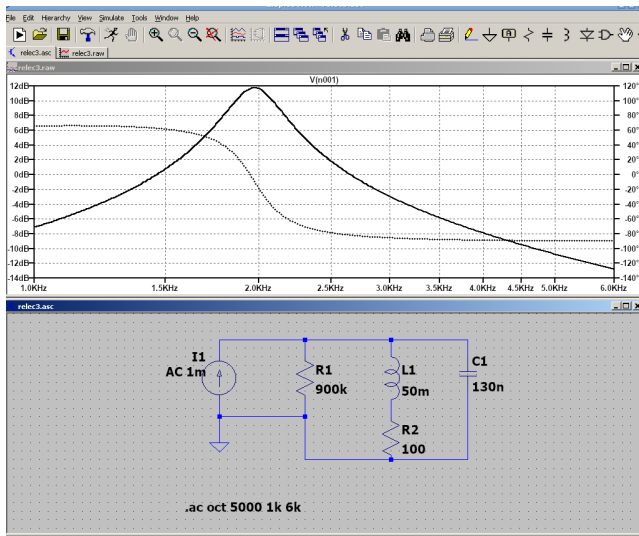 File Edit Hierarchy View Simulate Tools Window Help
relec3.asc relec3.raw
relec3.raw
V(n001)
12dB 120°
10dB 100°
8dB 80°
6dB 60°
4dB 40°
2dB 20°
0dB 0°
-2dB -20°
-4dB -40°
-6dB -60°
-8dB -80°
-10dB -100°
-12dB -120°
-14dB -140°
1.0KHz 1.5KHz 2.0KHz 2.5KHz 3.0KHz 3.5KHz 4.0KHz 4.5KHz 5.0KHz 6.0KHz
relec3.asc
I1
AC 1m
R1
900k
L1
50m
C1
130n
R2
100
.ac oct 5000 1k 6k